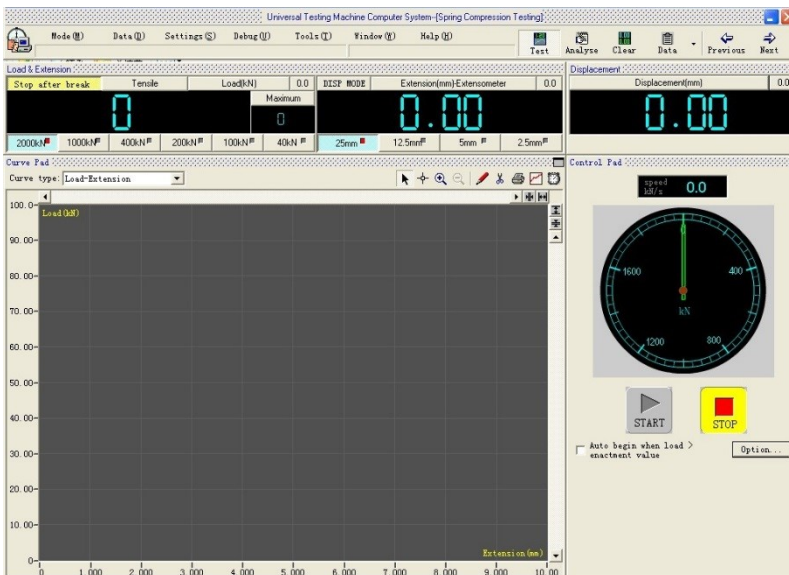 Universal Testing Machine Computer System-[Spring Compression Testing]
Mode(M) Data(D) Settings(S) Debug(U) Tools(T) Window(W) Help(H)
Test Analyse Clear Data Previous Next
Load & Extension
Displacement
Stop after break Tensile Load(kN) 0.0 DISP MODE Extension(mm)-Extensometer 0.0
Displacement(mm) 0.0
Maximum
0 0 0.00 0.00
2000kN 1000kN 400kN 200kN 100kN 40kN 25mm 12.5mm 5mm 2.5mm
Curve Pad
Control Pad
Curve type: Load-Extension
speed kN/s 0.0
Load(kN)
100.0
90.00
80.00
70.00
60.00
50.00
40.00
30.00
20.00
10.00
0
Extension(mm)
0 1.000 2.000 3.000 4.000 5.000 6.000 7.000 8.000 9.000 10.00
1600 400
kN
1200 800
START STOP
Auto begin when load >
enactment value
Option...